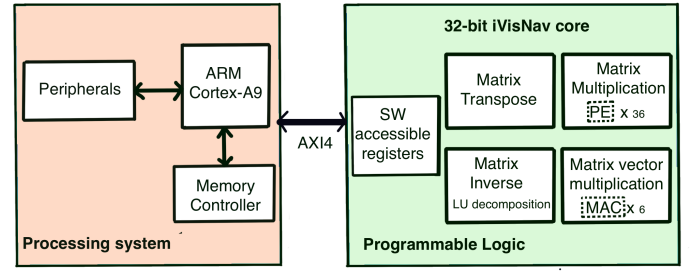 32-bit iVisNav core
Peripherals
ARM
Cortex-A9
Memory
Controller
Processing system
AXI4
SW
accessible
registers
Matrix
Transpose
Matrix
Multiplication
PE x 36
Matrix
Inverse
LU decomposition
Matrix vector
multiplication
MAC x 6
Programmable Logic